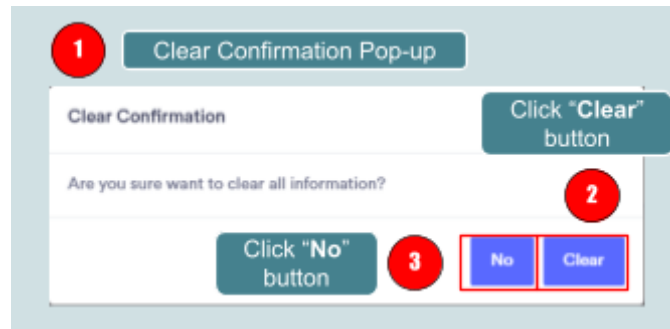 1
Clear Confirmation Pop-up
Clear Confirmation
Click “Clear”
button
Are you sure want to clear all information?
2
Click “No”
button
3
No
Clear